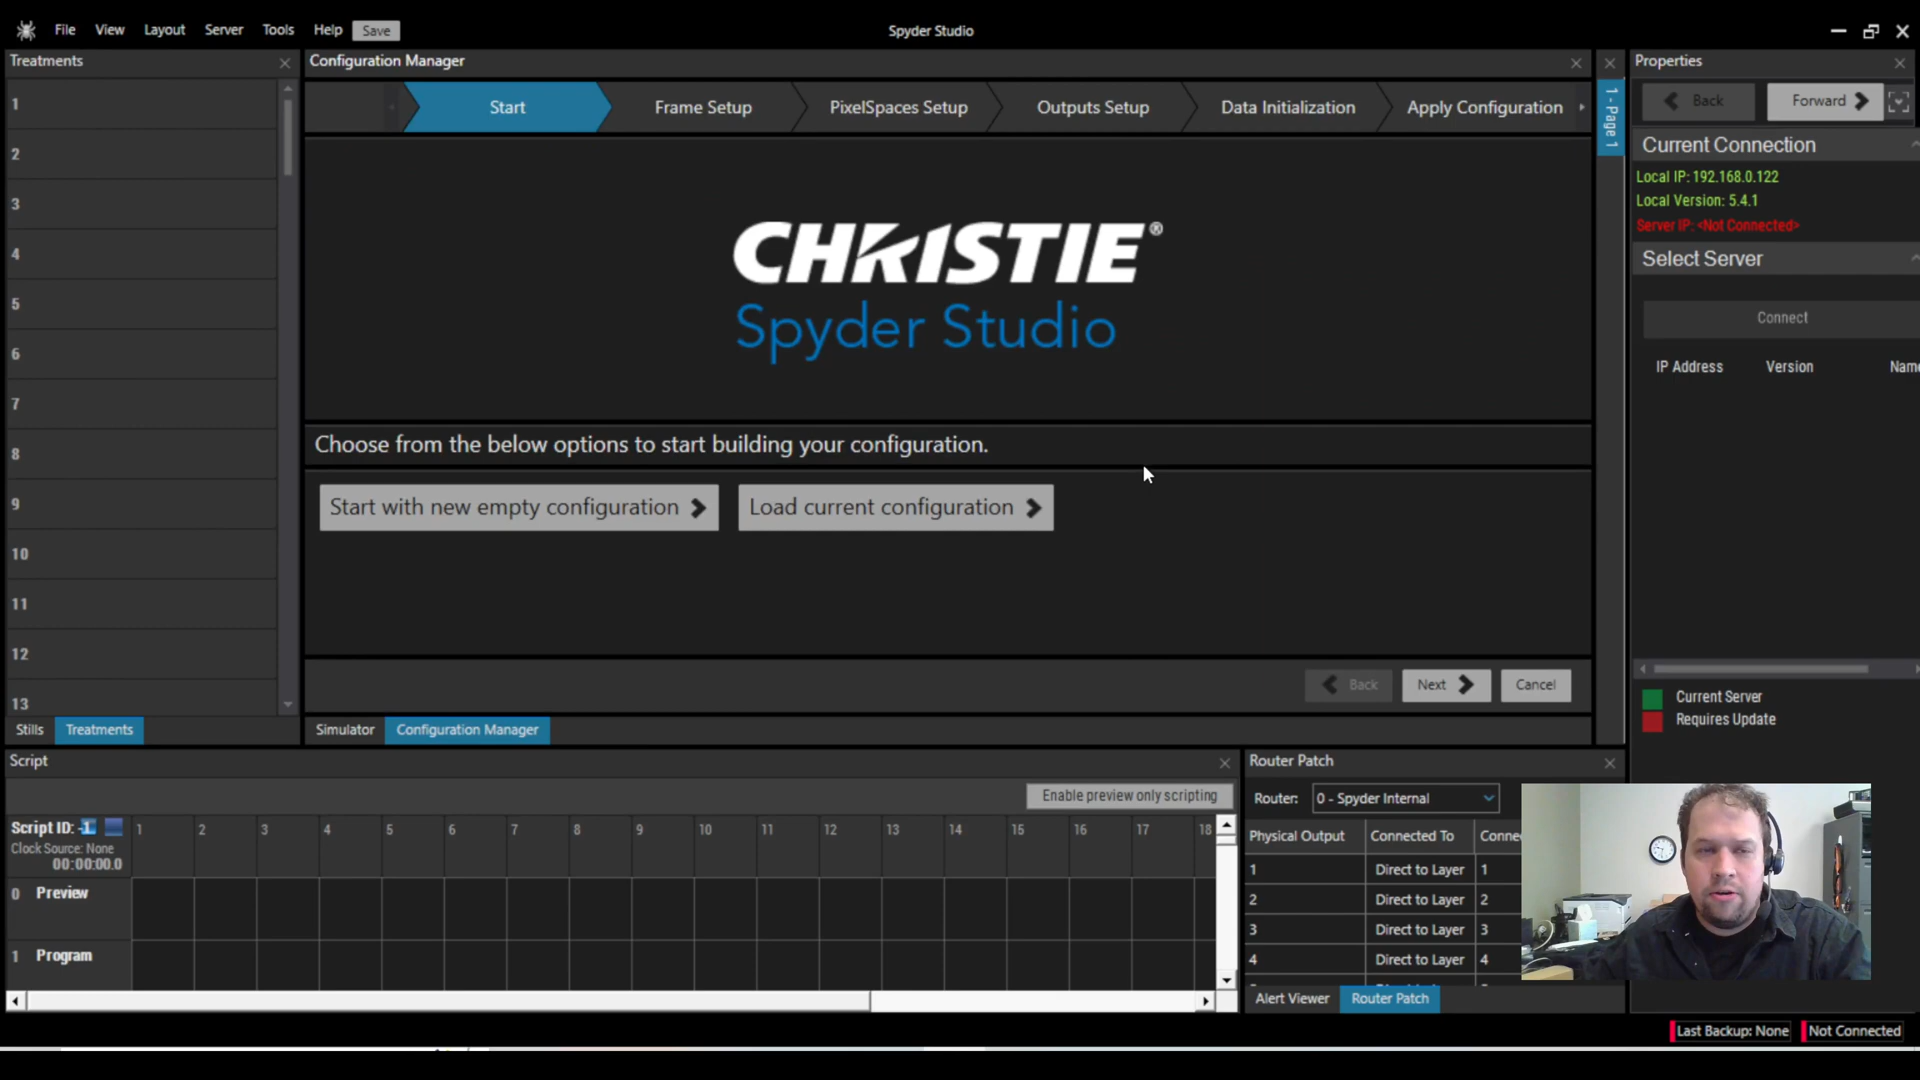 File View Layout Server Tools Help Save
Spyder Studio
Treatments
1
2
3
4
5
6
7
8
9
10
11
12
13
Stills Treatments
Configuration Manager
Start Frame Setup PixelSpaces Setup Outputs Setup Data Initialization Apply Configuration
CHRISTIE®
Spyder Studio
Choose from the below options to start building your configuration.
Start with new empty configuration Load current configuration
Back Next Cancel
Simulator Configuration Manager
1 - Page 1
Properties
Back Forward
Current Connection
Local IP: 192.168.0.122
Local Version: 5.4.1
Server IP: <Not Connected>
Select Server
Connect
IP Address Version Name
Current Server
Requires Update
Script
Enable preview only scripting
Script ID: -1 1 2 3 4 5 6 7 8 9 10 11 12 13 14 15 16 17 18
Clock Source: None
00:00:00.0
0 Preview
1 Program
Router Patch
Router: 0 - Spyder Internal
Physical Output Connected To Connec
1 Direct to Layer 1
2 Direct to Layer 2
3 Direct to Layer 3
4 Direct to Layer 4
Alert Viewer Router Patch
Last Backup: None Not Connected